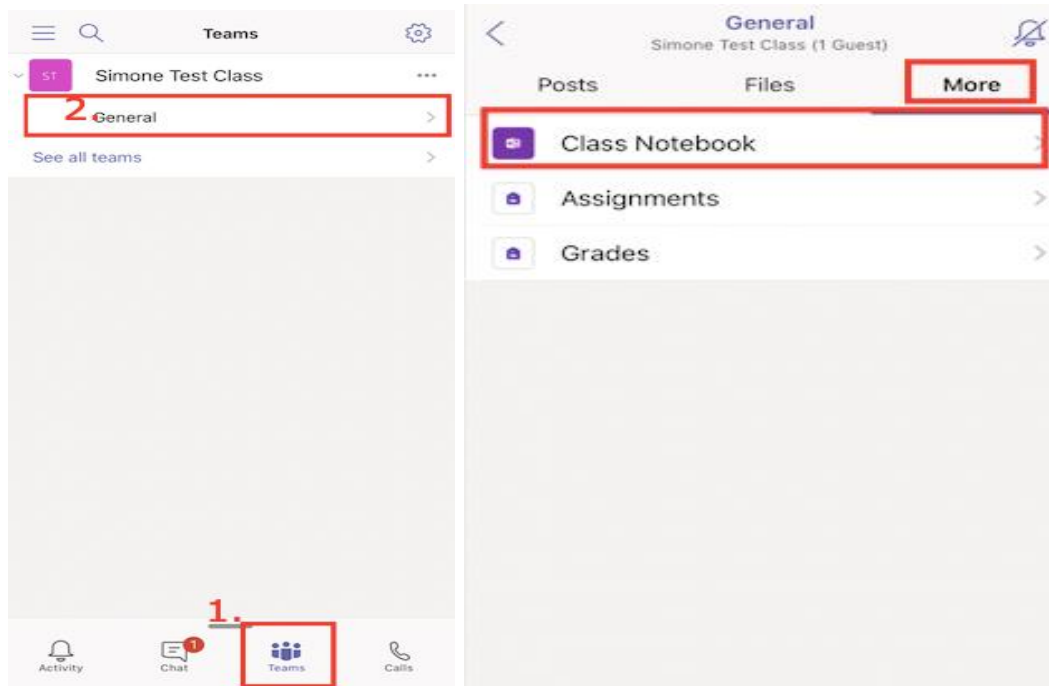 Teams
ST
Simone Test Class
...
2.
General
See all teams
1.
1
Activity
Chat
Teams
Calls
General
Simone Test Class (1 Guest)
Posts
Files
More
Class Notebook
Assignments
Grades